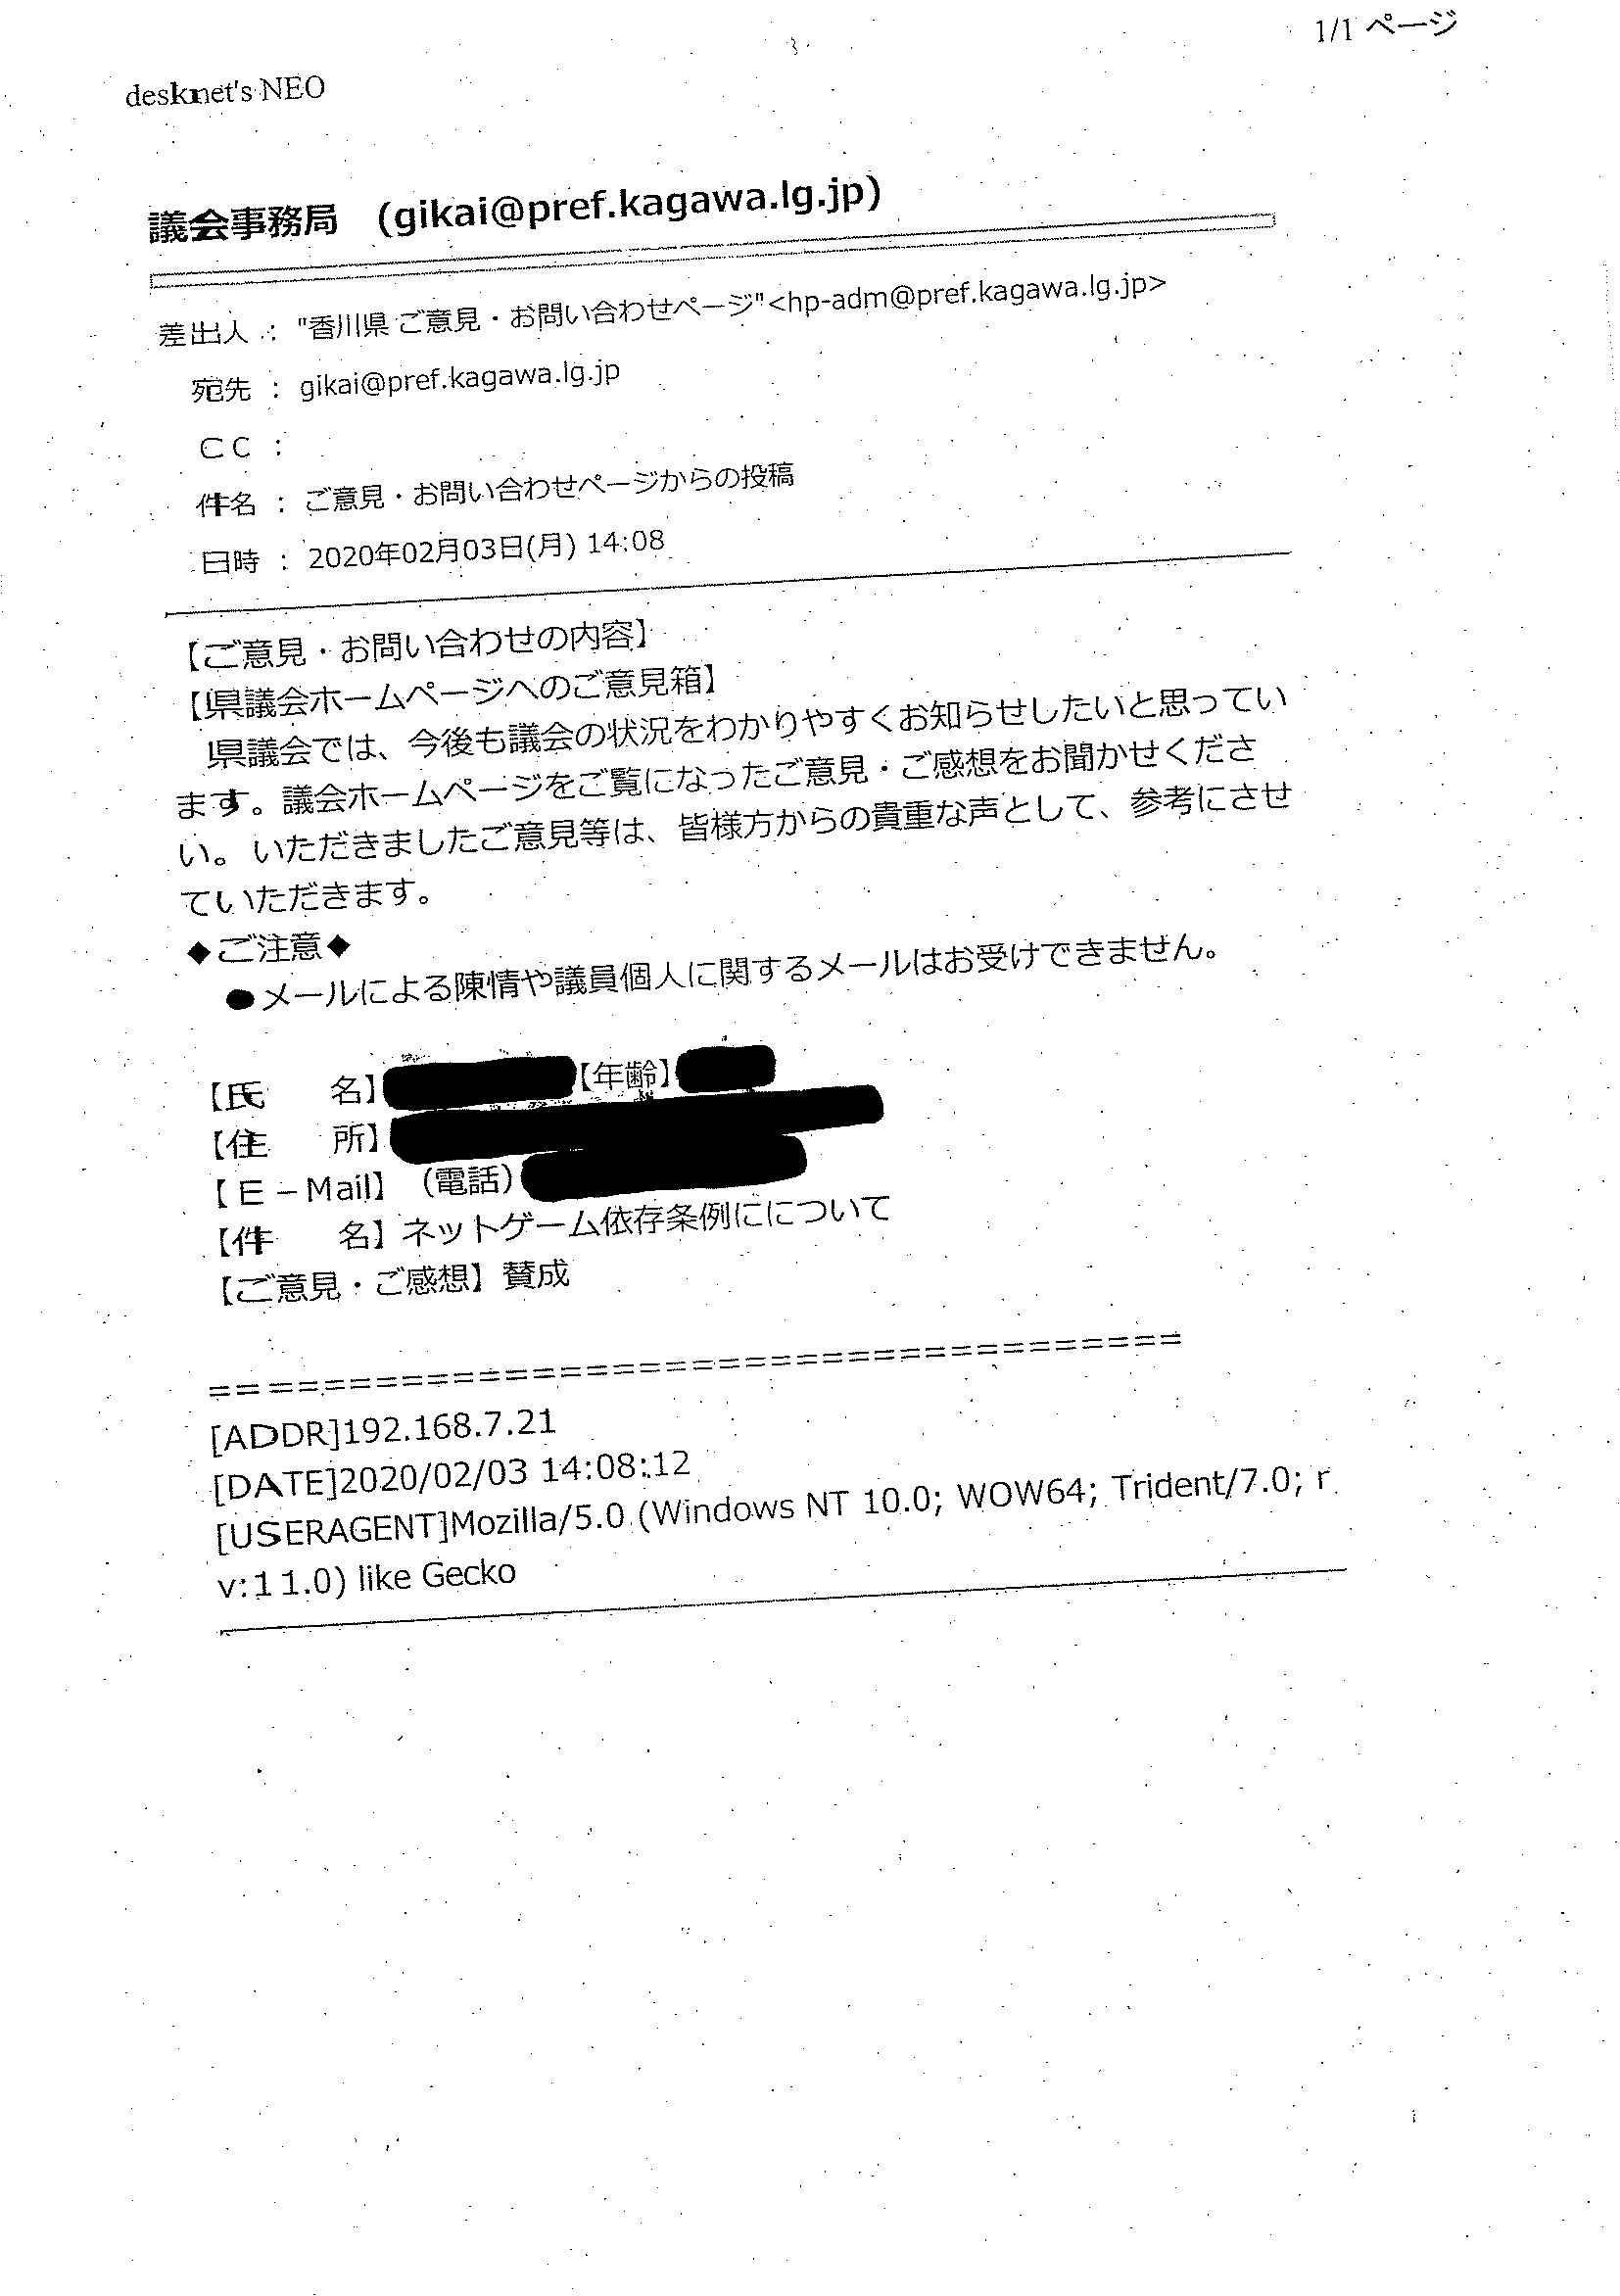 1/1 ページ
desknet's NEO
議会事務局 (gikai@pref.kagawa.lg.jp)
差出人 : "香川県 ご意見・お問い合わせページ"<hp-adm@pref.kagawa.lg.jp>
宛先 : gikai@pref.kagawa.lg.jp
CC :
件名 : ご意見・お問い合わせページからの投稿
日時 : 2020年02月03日(月) 14:08
【ご意見・お問い合わせの内容】
【県議会ホームページへのご意見箱】
県議会では、今後も議会の状況をわかりやすくお知らせしたいと思ってい
ます。議会ホームページをご覧になったご意見・ご感想をお聞かせくださ
い。いただきましたご意見等は、皆様方からの貴重な声として、参考にさせ
ていただきます。
◆ご注意◆
●メールによる陳情や議員個人に関するメールはお受けできません。
【氏　　名】【年齢】
【住　　所】
【E－Mail】（電話）
【件　　名】ネットゲーム依存条例にについて
【ご意見・ご感想】賛成
======================================
[ADDR]192.168.7.21
[DATE]2020/02/03 14:08:12
[USERAGENT]Mozilla/5.0 (Windows NT 10.0; WOW64; Trident/7.0; r
v:11.0) like Gecko